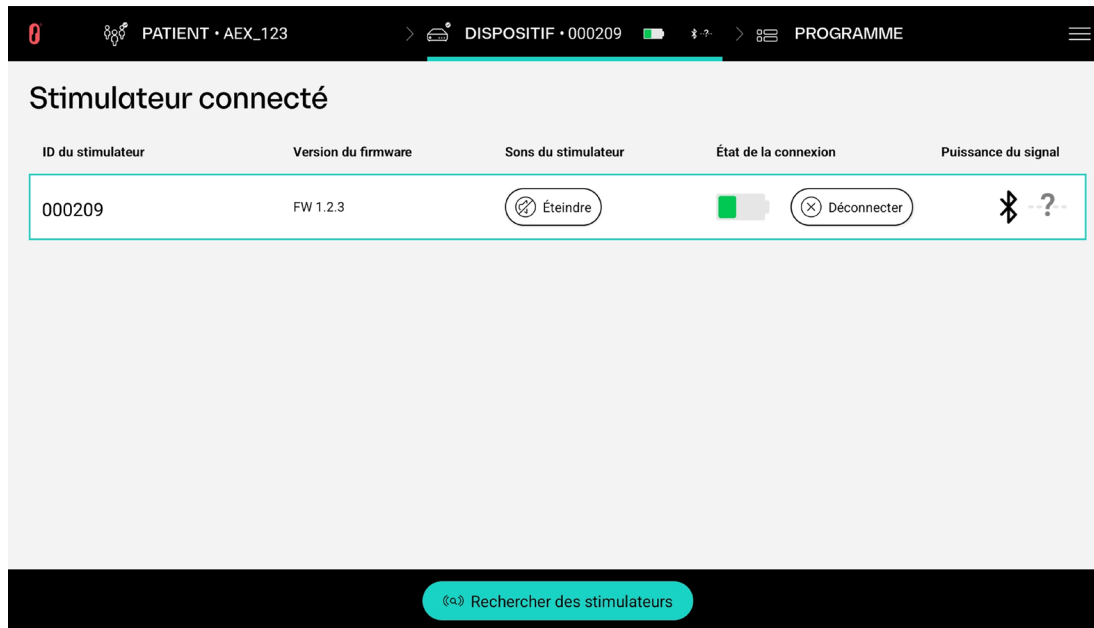 PATIENT • AEX_123 DISPOSITIF • 000209 -?- PROGRAMME
Stimulateur connecté
ID du stimulateur Version du firmware Sons du stimulateur État de la connexion Puissance du signal
000209 FW 1.2.3 Éteindre Déconnecter --?--
Rechercher des stimulateurs